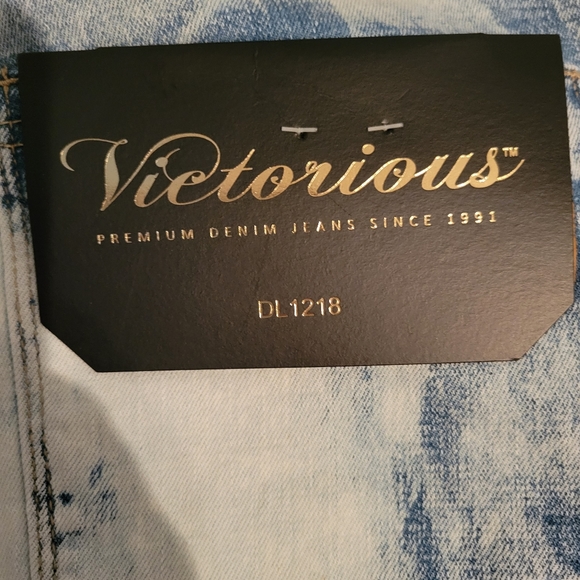 Victorious™
PREMIUM DENIM JEANS SINCE 1991
DL1218